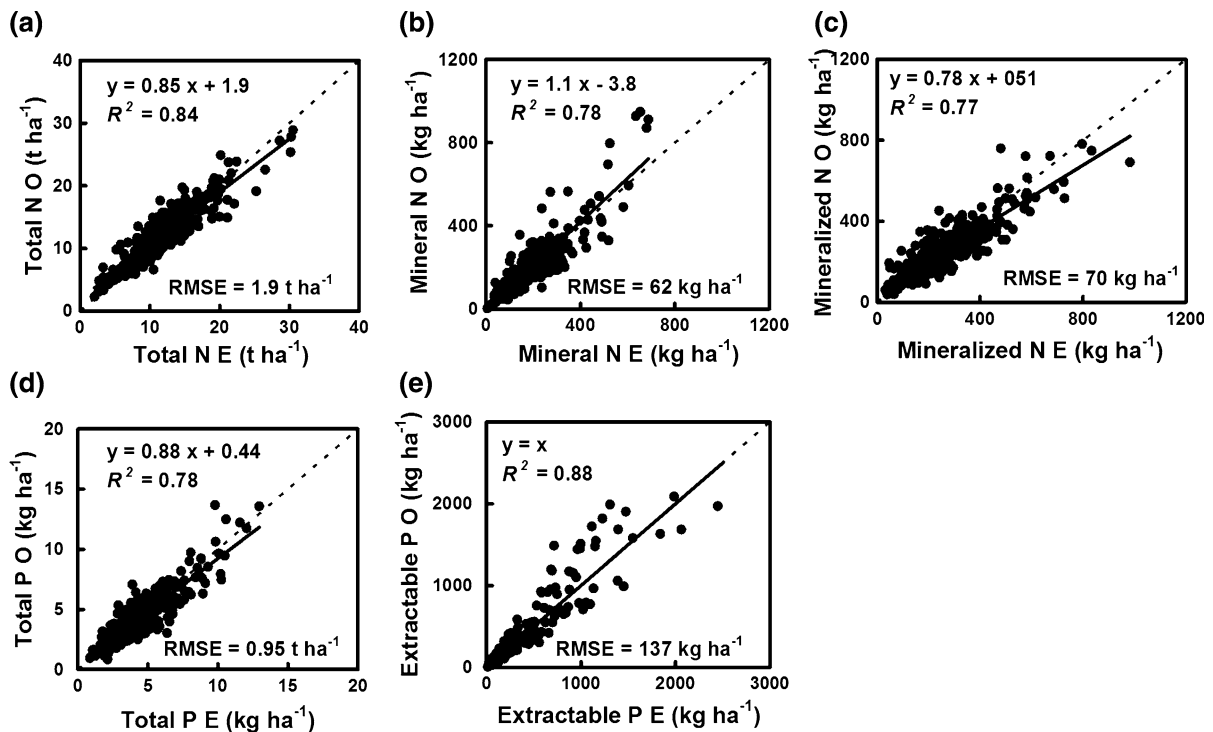 (a)
40
y = 0.85 x + 1.9
R² = 0.84
30
20
10
0
Total N O (t ha⁻¹)
RMSE = 1.9 t ha⁻¹
0 10 20 30 40
Total N E (t ha⁻¹)
(b)
1200
y = 1.1 x - 3.8
R² = 0.78
800
400
0
Mineral N O (kg ha⁻¹)
RMSE = 62 kg ha⁻¹
0 400 800 1200
Mineral N E (kg ha⁻¹)
(c)
1200
y = 0.78 x + 051
R² = 0.77
800
400
0
Mineralized N O (kg ha⁻¹)
RMSE = 70 kg ha⁻¹
0 400 800 1200
Mineralized N E (kg ha⁻¹)
(d)
20
y = 0.88 x + 0.44
R² = 0.78
15
10
5
0
Total P O (kg ha⁻¹)
RMSE = 0.95 t ha⁻¹
0 5 10 15 20
Total P E (kg ha⁻¹)
(e)
3000
y = x
R² = 0.88
2000
1000
0
Extractable P O (kg ha⁻¹)
RMSE = 137 kg ha⁻¹
0 1000 2000 3000
Extractable P E (kg ha⁻¹)